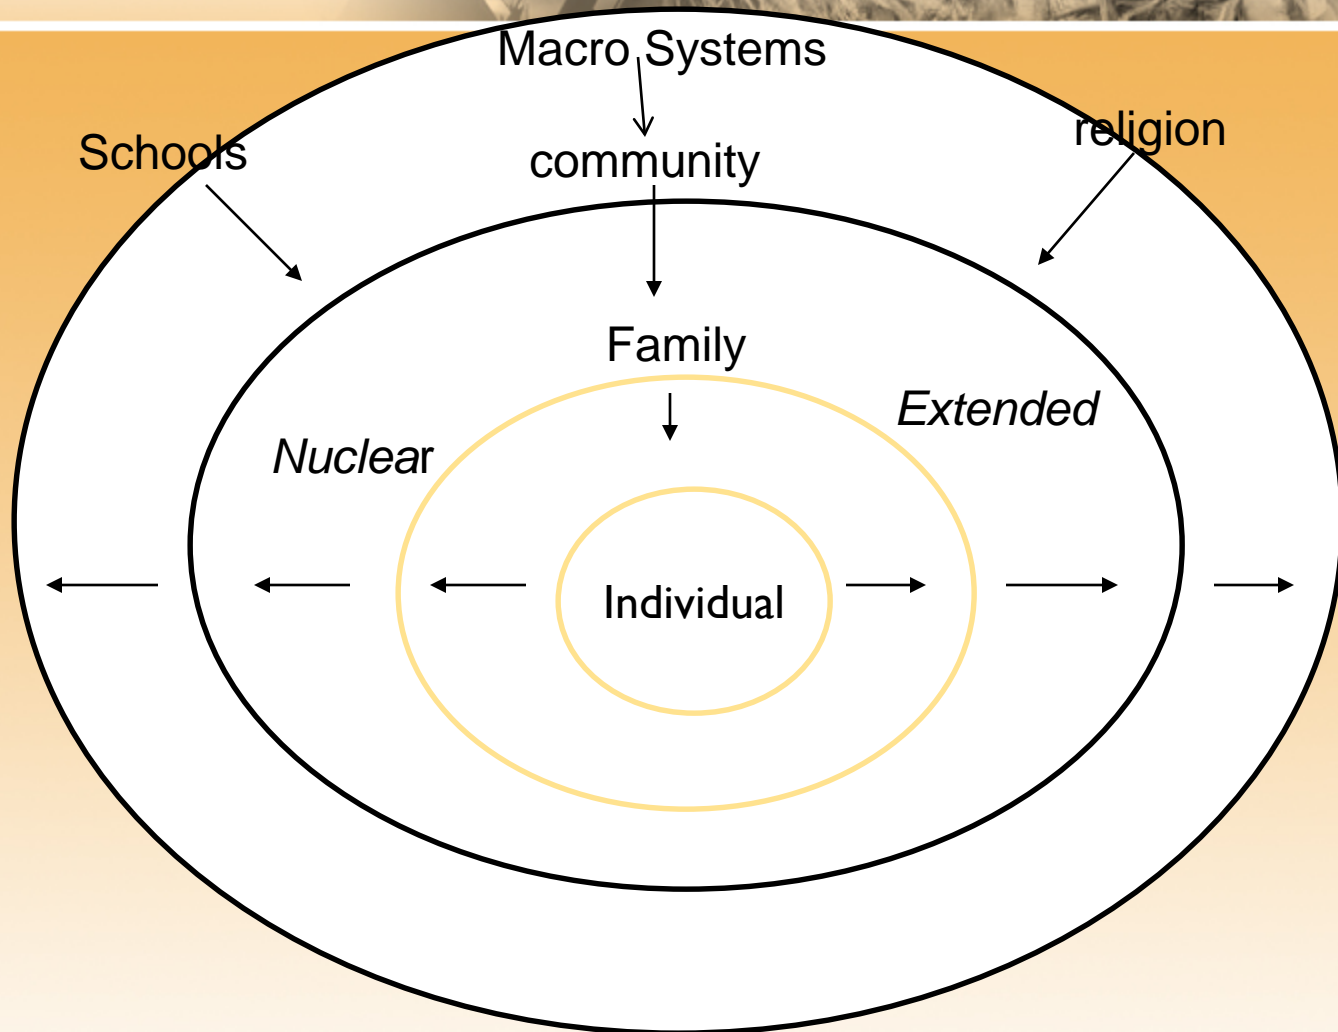 Macro Systems
Schools
community
religion
Family
Nuclear
Extended
Individual